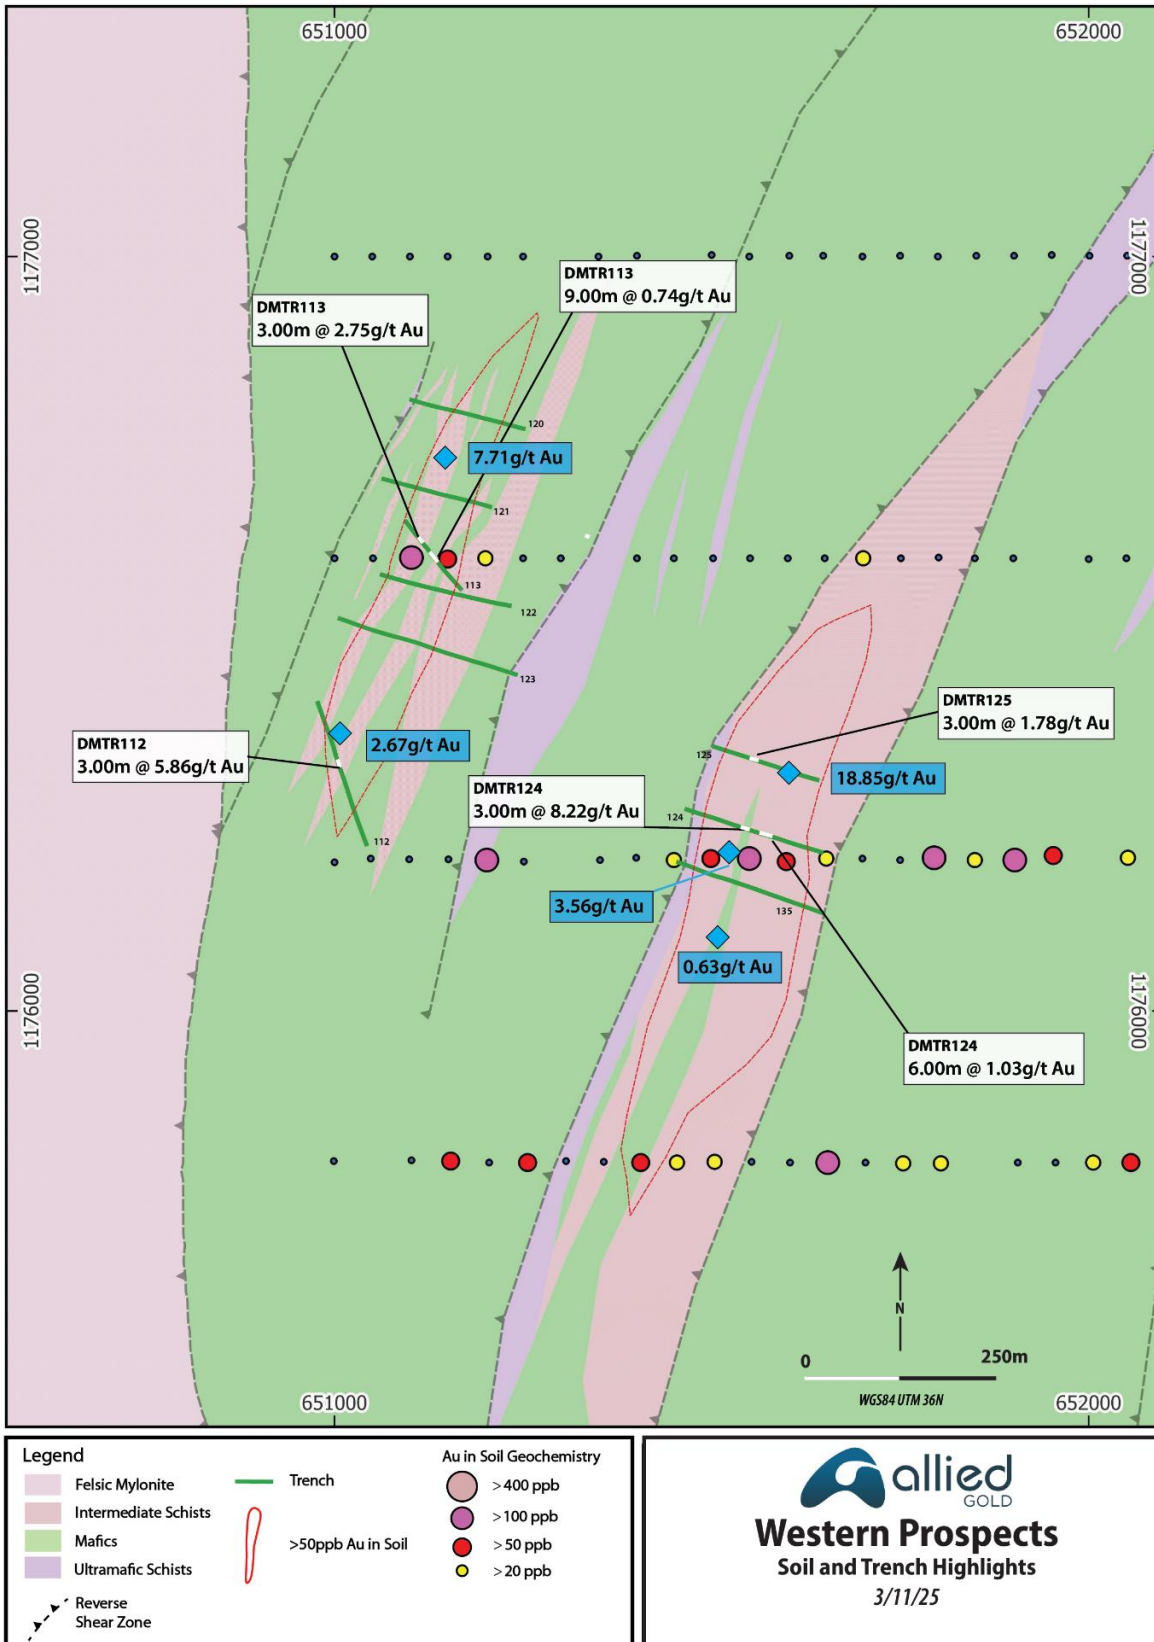 651000
652000
1177000
1177000
DMTR113
9.00m @ 0.74g/t Au
DMTR113
3.00m @ 2.75g/t Au
120
7.71g/t Au
121
113
122
123
DMTR125
3.00m @ 1.78g/t Au
2.67g/t Au
DMTR112
3.00m @ 5.86g/t Au
125
18.85g/t Au
DMTR124
3.00m @ 8.22g/t Au
124
112
3.56g/t Au
135
0.63g/t Au
1176000
1176000
DMTR124
6.00m @ 1.03g/t Au
N
0
250m
WGS84 UTM 36N
651000
652000
Legend
Felsic Mylonite
Intermediate Schists
Mafics
Ultramafic Schists
Reverse
Shear Zone
Trench
>50ppb Au in Soil
Au in Soil Geochemistry
>400 ppb
>100 ppb
>50 ppb
>20 ppb
allied
GOLD
Western Prospects
Soil and Trench Highlights
3/11/25